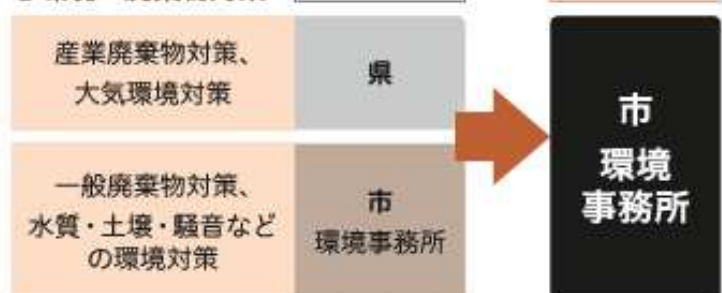 産業廃棄物対策、
大気環境対策
県
一般廃棄物対策、
水質・土壌・騒音など
の環境対策
市
環境事務所
市
環境
事務所